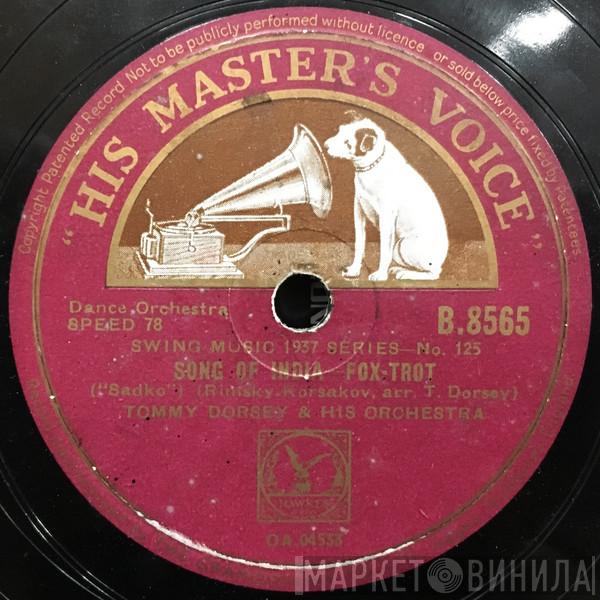 Copyright Patented Record Not to be publicly performed without licence or sold below price fixed by Patentees
"HIS MASTER'S VOICE"
Dance Orchestra
SPEED 78
B.8565
SWING MUSIC 1937 SERIES—No. 125
SONG OF INDIA—FOX-TROT
("Sadko") (Rimsky-Korsakov, arr. T. Dorsey)
TOMMY DORSEY & HIS ORCHESTRA
OA 04533
МАРКЕТ ВИНИЛА